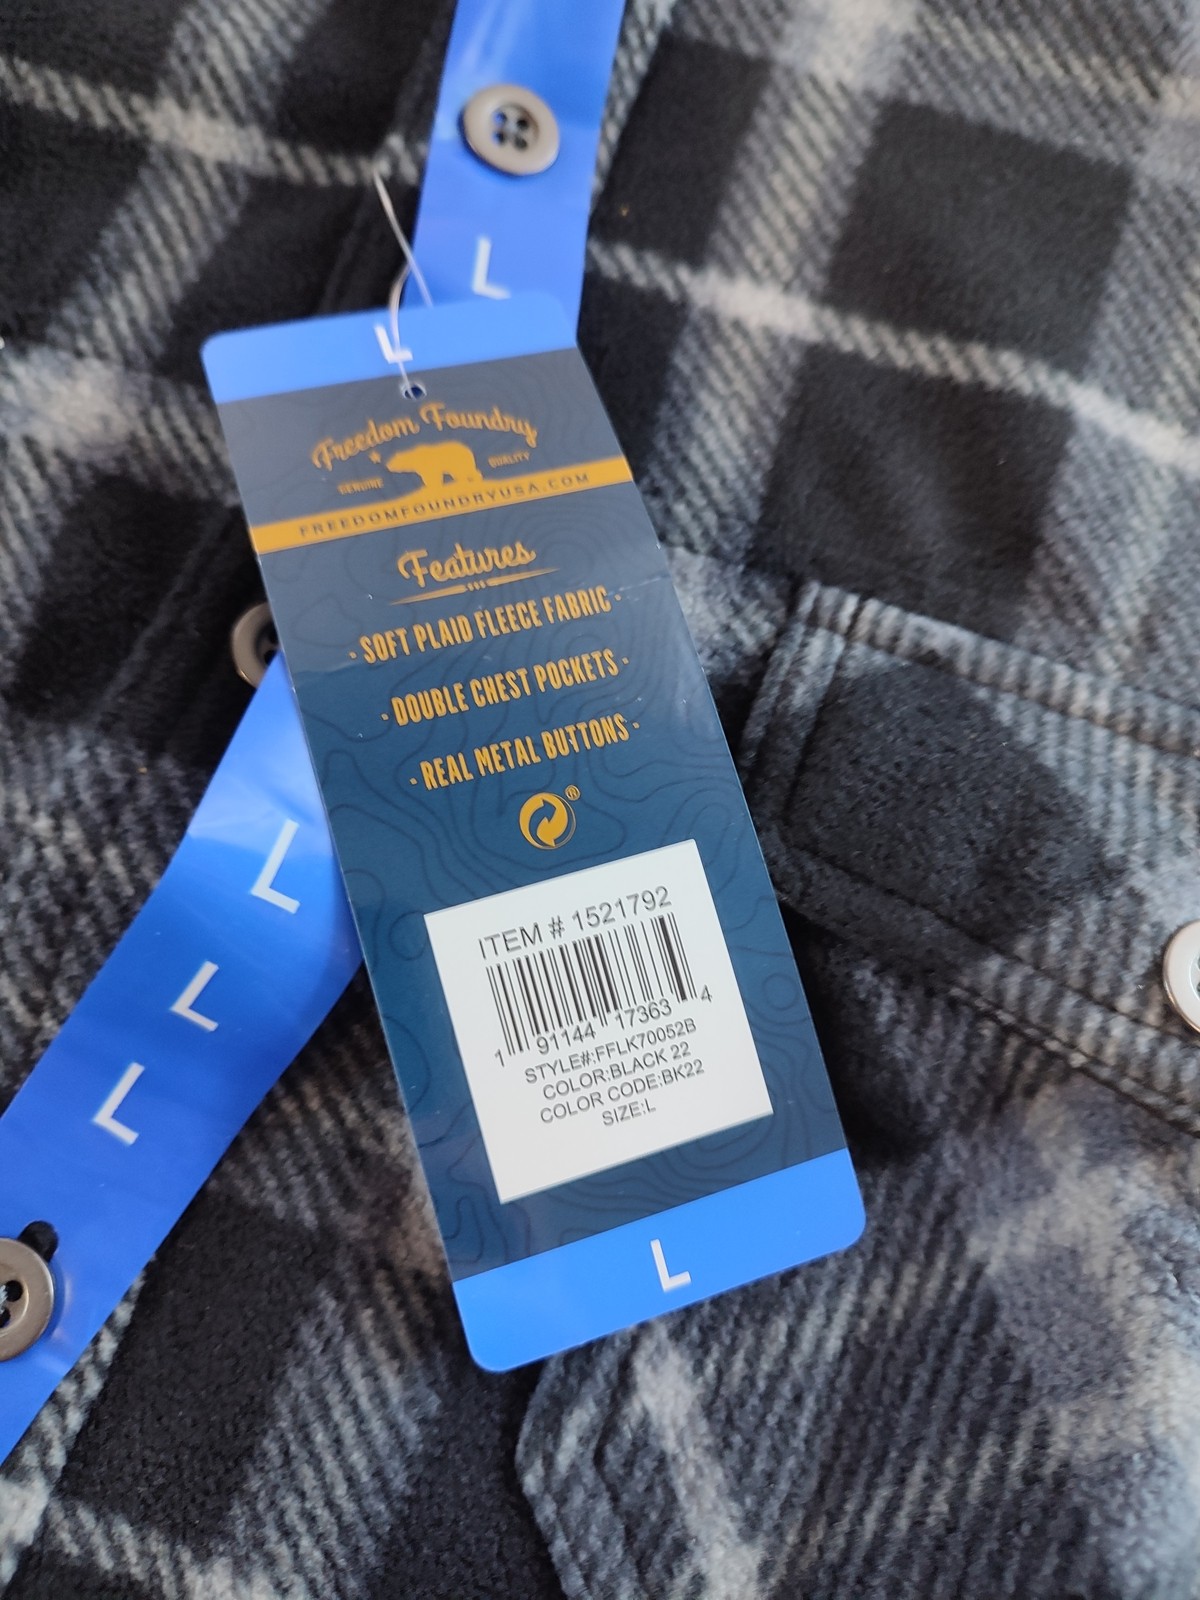 L
L
Freedom Foundry
GENUINE QUALITY
FREEDOMFOUNDRYUSA.COM
Features
- SOFT PLAID FLEECE FABRIC -
- DOUBLE CHEST POCKETS -
- REAL METAL BUTTONS -
®
ITEM # 1521792
1 91144 17363 4
STYLE#:FFLK70052B
COLOR:BLACK 22
COLOR CODE:BK22
SIZE:L
L
L
L
L